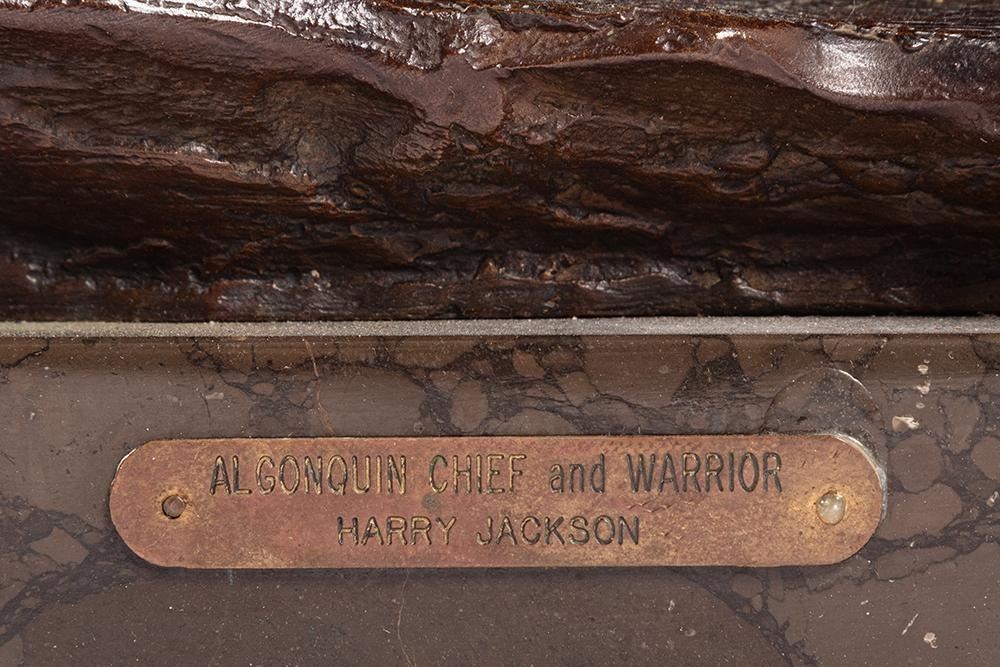 ALGONQUIN CHIEF and WARRIOR
HARRY JACKSON